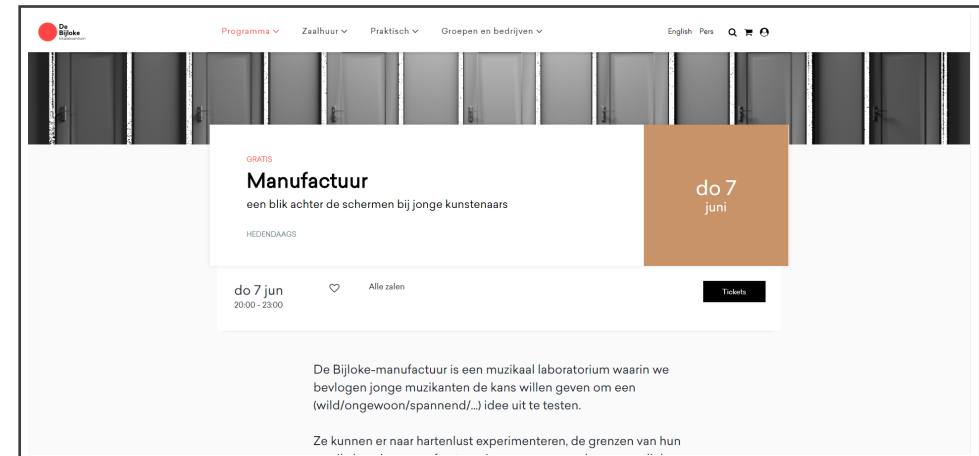 De
Bijloke
Muziekcentrum
Programma
Zaalhuur
Praktisch
Groepen en bedrijven
English
Pers
GRATIS
Manufactuur
een blik achter de schermen bij jonge kunstenaars
HEDENDAAGS
do 7
juni
do 7 jun
20:00 - 23:00
Alle zalen
Tickets
De Bijloke-manufactuur is een muzikaal laboratorium waarin we
bevlogen jonge muzikanten de kans willen geven om een
(wild/ongewoon/spannend/...) idee uit te testen.
Ze kunnen er naar hartenlust experimenteren, de grenzen van hun